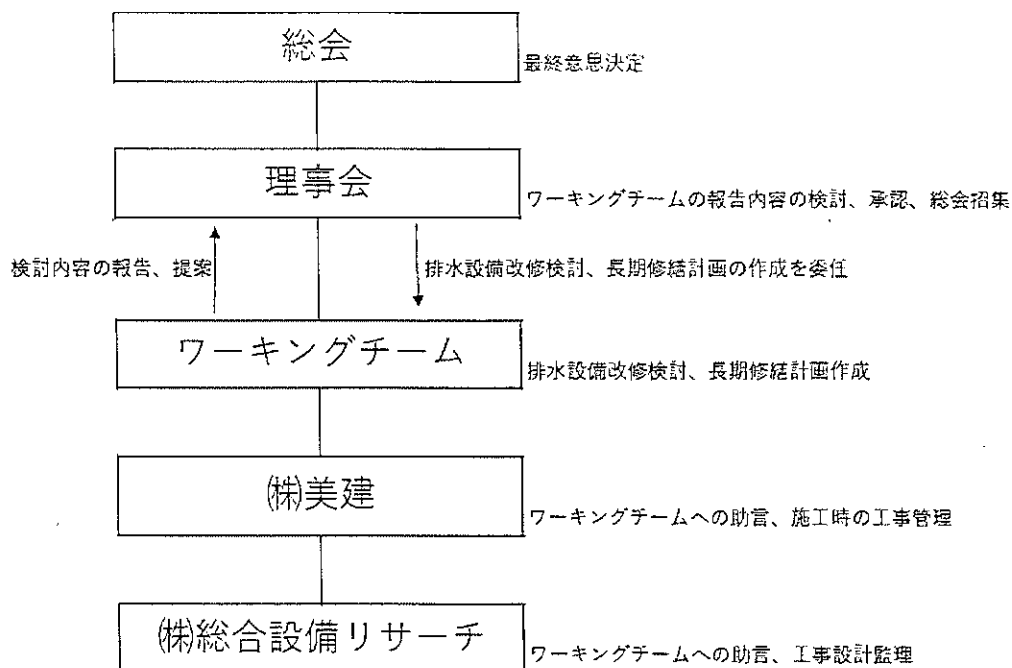 総会
最終意思決定
理事会
ワーキングチームの報告内容の検討、承認、総会招集
検討内容の報告、提案
排水設備改修検討、長期修繕計画の作成を委任
ワーキングチーム
排水設備改修検討、長期修繕計画作成
㈱美建
ワーキングチームへの助言、施工時の工事管理
㈱総合設備リサーチ
ワーキングチームへの助言、工事設計監理